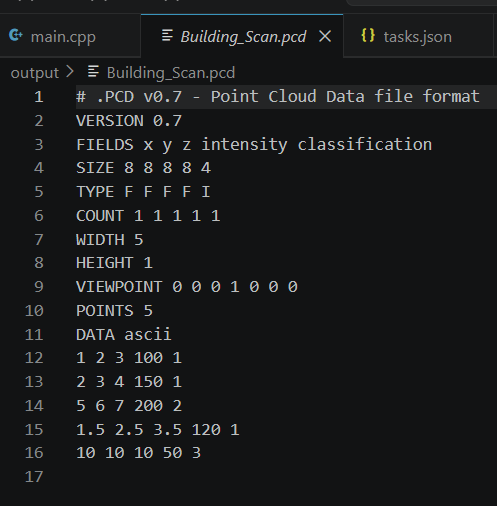 main.cpp
Building_Scan.pcd
tasks.json
output > Building_Scan.pcd
1 # .PCD v0.7 - Point Cloud Data file format
2 VERSION 0.7
3 FIELDS x y z intensity classification
4 SIZE 8 8 8 8 4
5 TYPE F F F F I
6 COUNT 1 1 1 1 1
7 WIDTH 5
8 HEIGHT 1
9 VIEWPOINT 0 0 0 1 0 0 0
10 POINTS 5
11 DATA ascii
12 1 2 3 100 1
13 2 3 4 150 1
14 5 6 7 200 2
15 1.5 2.5 3.5 120 1
16 10 10 10 50 3
17